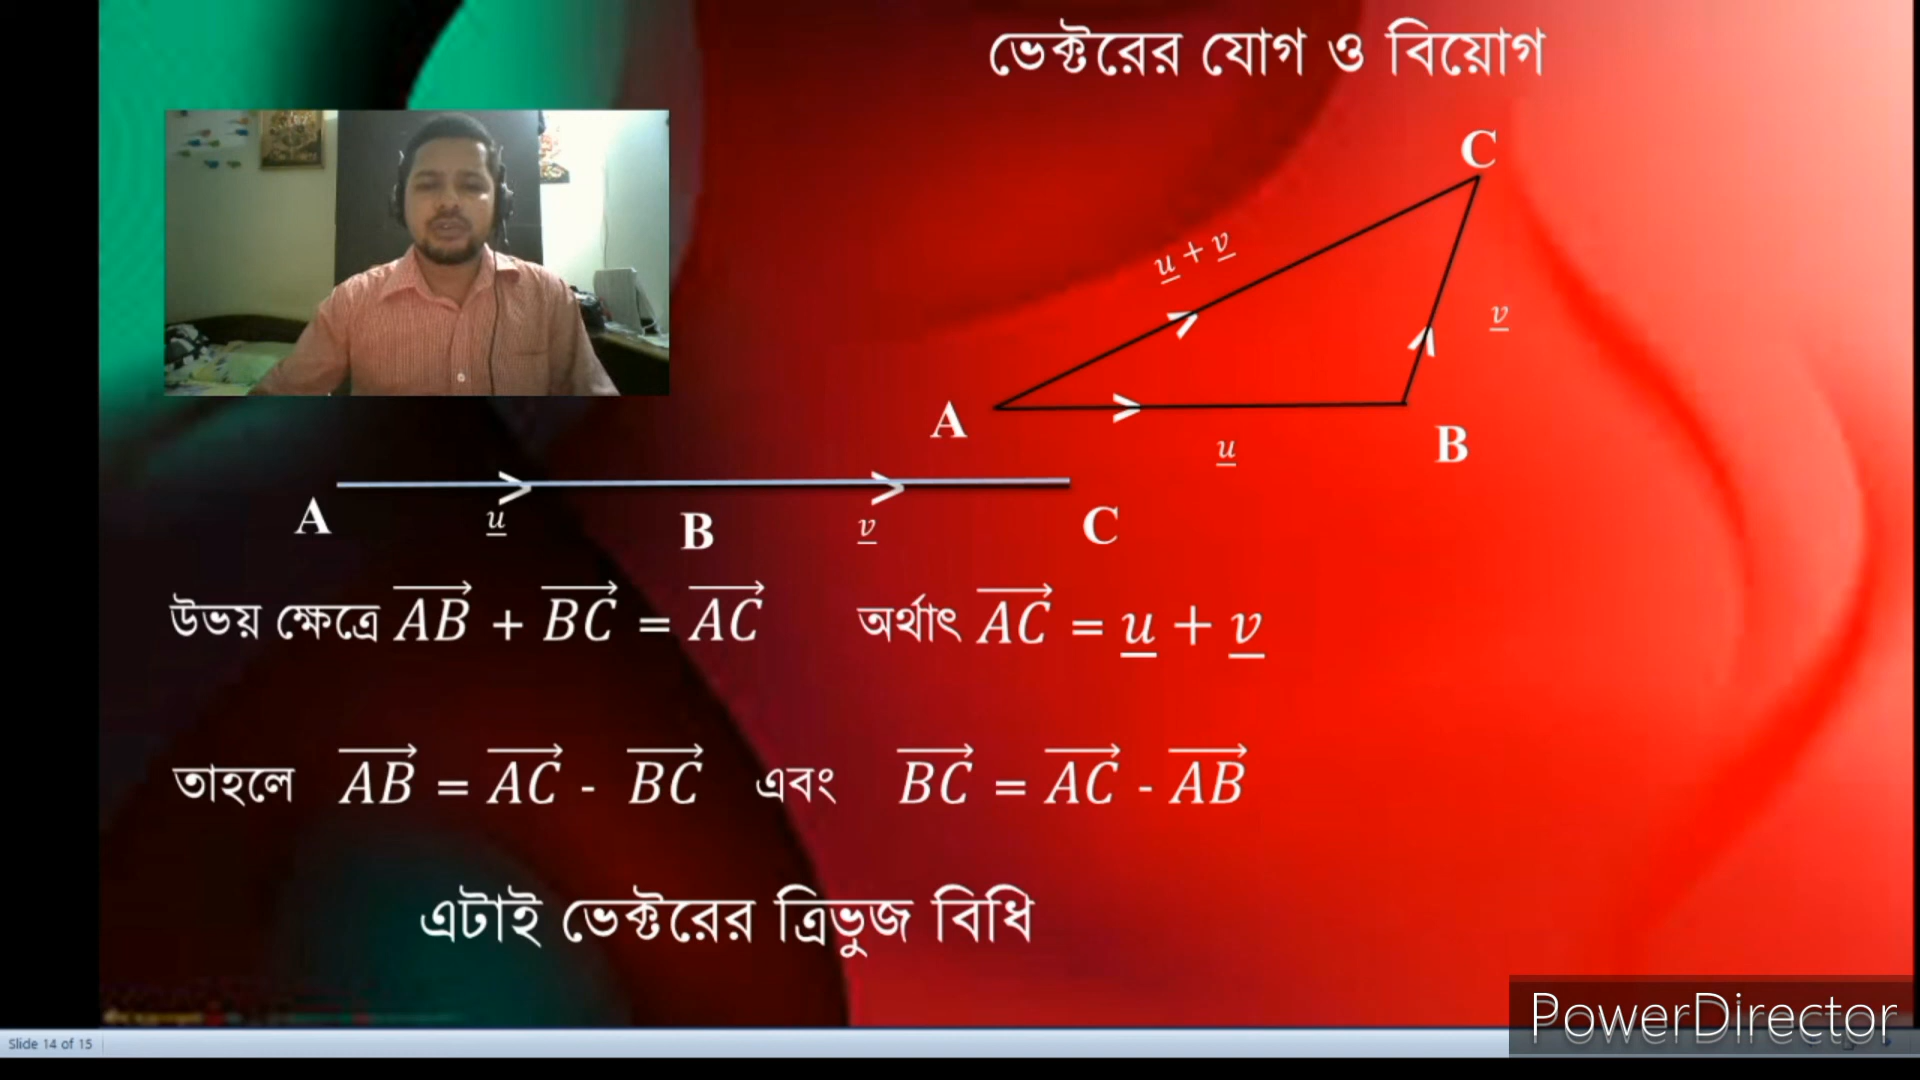 ভেক্টরের যোগ ও বিয়োগ
C
u + v
v
A
u
B
A
u
B
v
C
উভয় ক্ষেত্রে AB + BC = AC অর্থাৎ AC = u + v
তাহলে AB = AC - BC এবং BC = AC - AB
এটাই ভেক্টরের ত্রিভুজ বিধি
Slide 14 of 15
PowerDirector